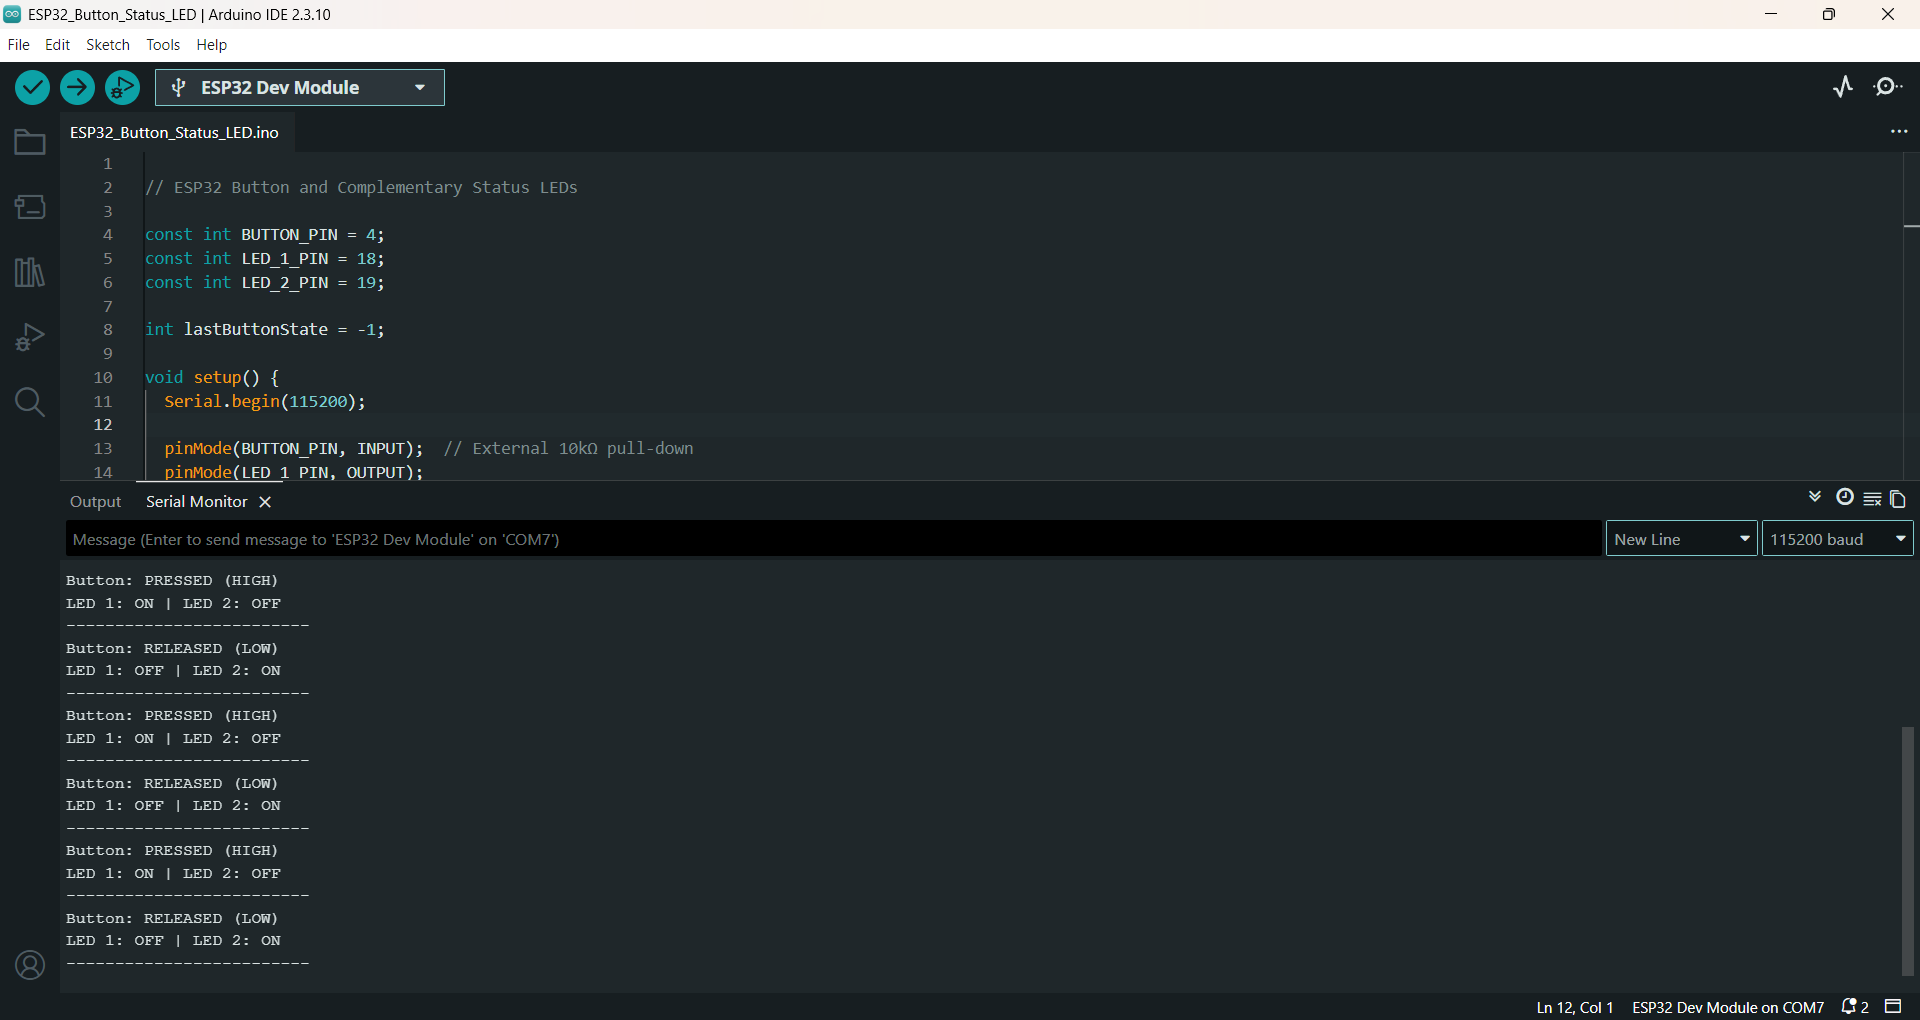 ESP32_Button_Status_LED | Arduino IDE 2.3.10
File Edit Sketch Tools Help
ESP32 Dev Module
ESP32_Button_Status_LED.ino
1
2 // ESP32 Button and Complementary Status LEDs
3
4 const int BUTTON_PIN = 4;
5 const int LED_1_PIN = 18;
6 const int LED_2_PIN = 19;
7
8 int lastButtonState = -1;
9
10 void setup() {
11 Serial.begin(115200);
12
13 pinMode(BUTTON_PIN, INPUT); // External 10kΩ pull-down
14 pinMode(LED_1_PIN, OUTPUT);
Output Serial Monitor
Message (Enter to send message to 'ESP32 Dev Module' on 'COM7') New Line 115200 baud
Button: PRESSED (HIGH)
LED 1: ON | LED 2: OFF
-------------------------
Button: RELEASED (LOW)
LED 1: OFF | LED 2: ON
-------------------------
Button: PRESSED (HIGH)
LED 1: ON | LED 2: OFF
-------------------------
Button: RELEASED (LOW)
LED 1: OFF | LED 2: ON
-------------------------
Button: PRESSED (HIGH)
LED 1: ON | LED 2: OFF
-------------------------
Button: RELEASED (LOW)
LED 1: OFF | LED 2: ON
-------------------------
Ln 12, Col 1 ESP32 Dev Module on COM7 2